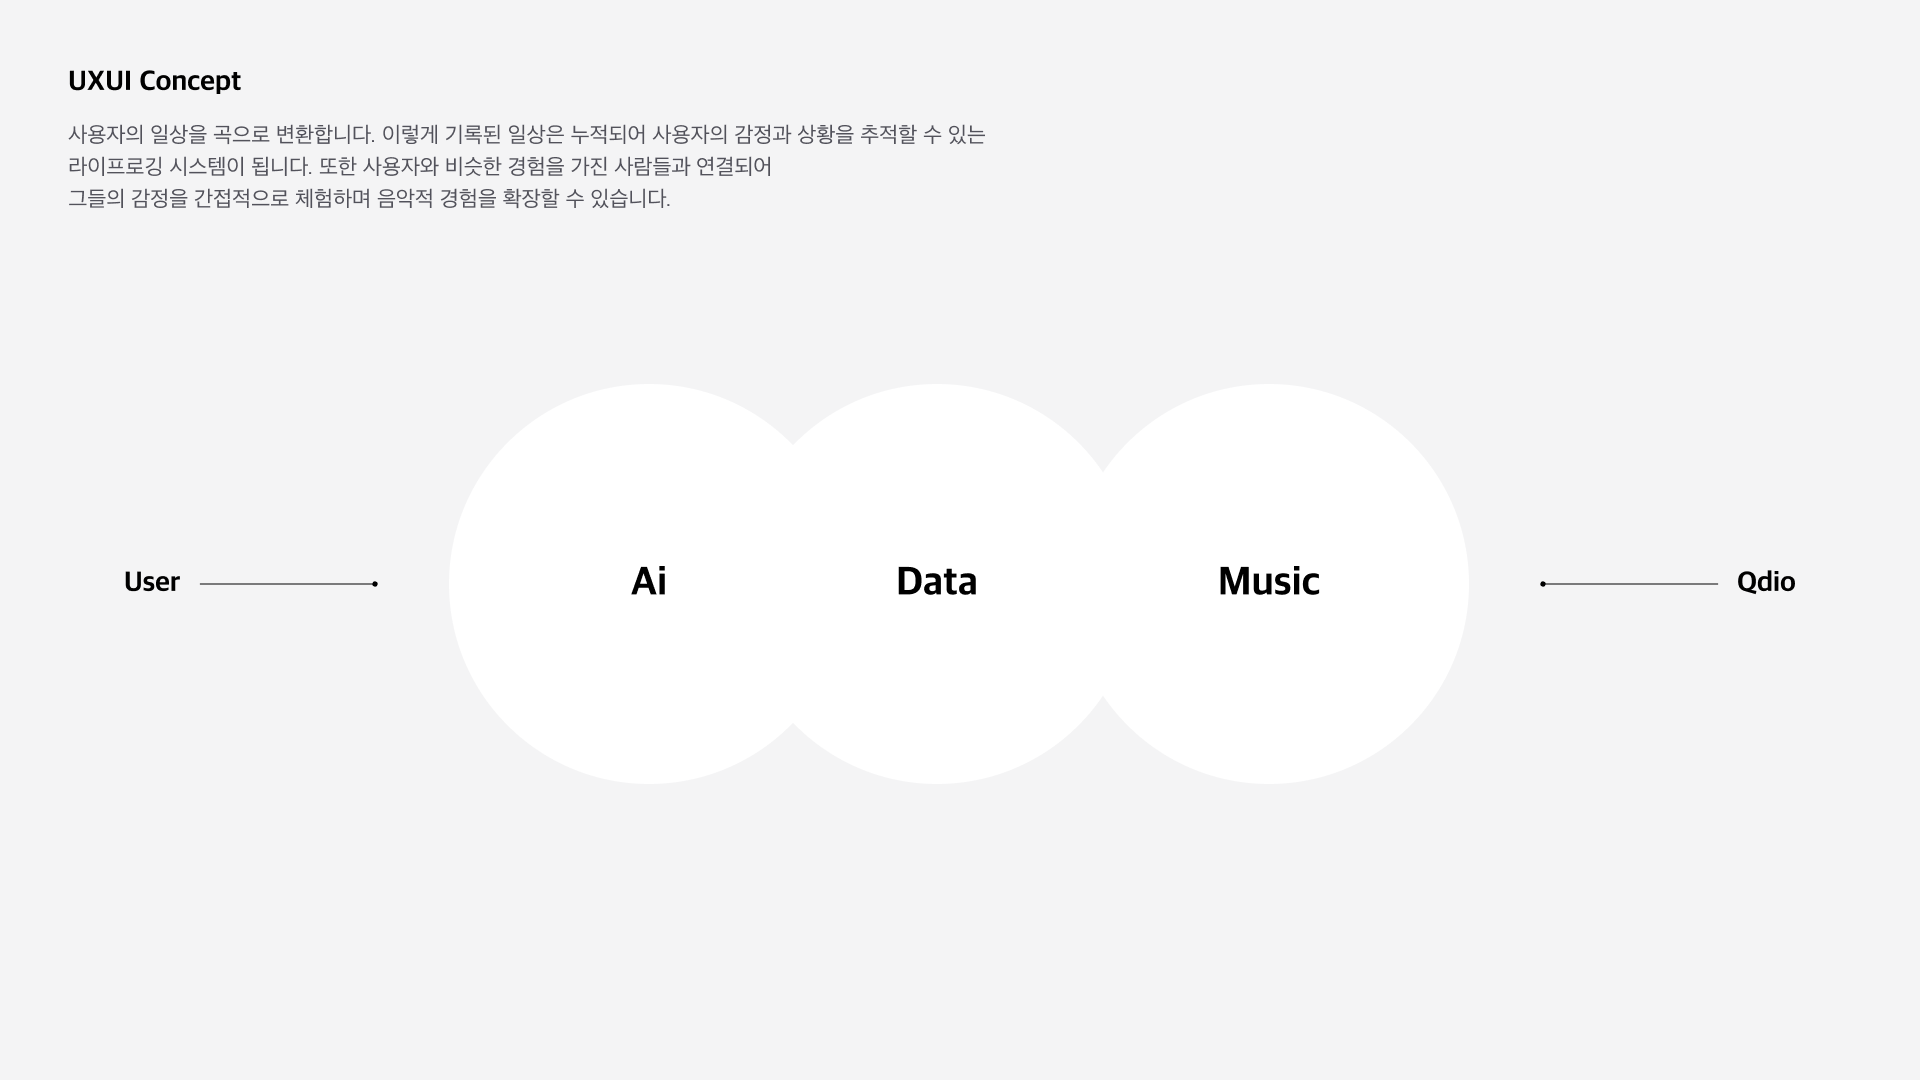 UXUI Concept
사용자의 일상을 곡으로 변환합니다. 이렇게 기록된 일상은 누적되어 사용자의 감정과 상황을 추적할 수 있는
라이프로깅 시스템이 됩니다. 또한 사용자와 비슷한 경험을 가진 사람들과 연결되어
그들의 감정을 간접적으로 체험하며 음악적 경험을 확장할 수 있습니다.
User
Ai
Data
Music
Qdio